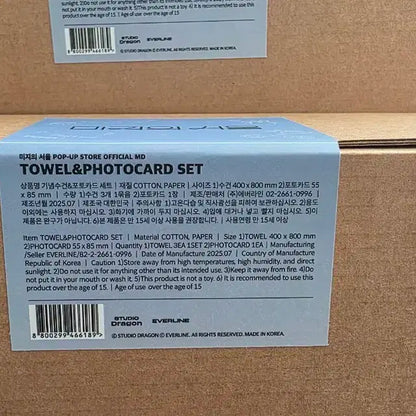 sunlight. 2)Do not use it for anything other than its intended use. 3)Keep it away from fire. 4)Do
not put it in your mouth or wash it. 5)This product is not a toy. 6) It is recommended to use this
product over the age of 15 | Use age: over the age of 15
STUDIO
Dragon EVERLINE
8 800299 466189 >
© STUDIO DRAGON © EVERLINE. All RIGHTS RESERVED. MADE IN KOREA.
미지의 서울 POP-UP STORE OFFICIAL MD
TOWEL&PHOTOCARD SET
상품명 기념수건&포토카드 세트 | 재질 COTTON, PAPER | 사이즈 1)수건 400 x 800 mm 2)포토카드 55
x 85 mm | 수량 1)수건 3개 1묶음 2)포토카드 1장 | 제조/판매처 (주)에버라인 02-2661-0996 |
제조년월 2025.07 | 제조국 대한민국 | 주의사항 1)고온다습 및 직사광선을 피하여 보관하십시오. 2)용도
이외에는 사용하지 마십시오. 3)화기에 가까이 두지 마십시오. 4)입에 대거나 넣고 빨지 마십시오. 5)
완구가 아닙니다. 6)본 제품은 만 15세 이상 사용을 권장합니다. | 사용연령 만 15세 이상
Item TOWEL&PHOTOCARD SET | Material COTTON, PAPER | Size 1)TOWEL 400 x 800 mm
2)PHOTOCARD 55 x 85 mm | Quantity 1)TOWEL 3EA 1SET 2)PHOTOCARD 1EA | Manufacturing
/Seller EVERLINE/82-2-2661-0996 | Date of Manufacture 2025.07 | Country of Manufacture
Republic of Korea | Caution 1)Store away from high temperatures, high humidity, and direct
sunlight. 2)Do not use it for anything other than its intended use. 3)Keep it away from fire. 4)Do
not put it in your mouth or wash it. 5)This product is not a toy. 6) It is recommended to use this
product over the age of 15 | Use age: over the age of 15
STUDIO
Dragon EVERLINE
8 800299 466189 >
© STUDIO DRAGON © EVERLINE. All RIGHTS RESERVED. MADE IN KOREA.